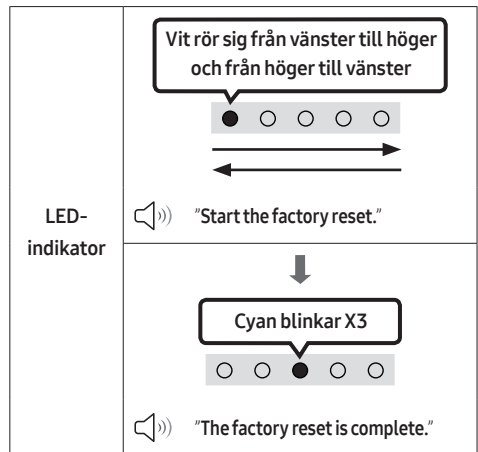 LED-
indikator
Vit rör sig från vänster till höger
och från höger till vänster
"Start the factory reset."
Cyan blinkar X3
"The factory reset is complete."